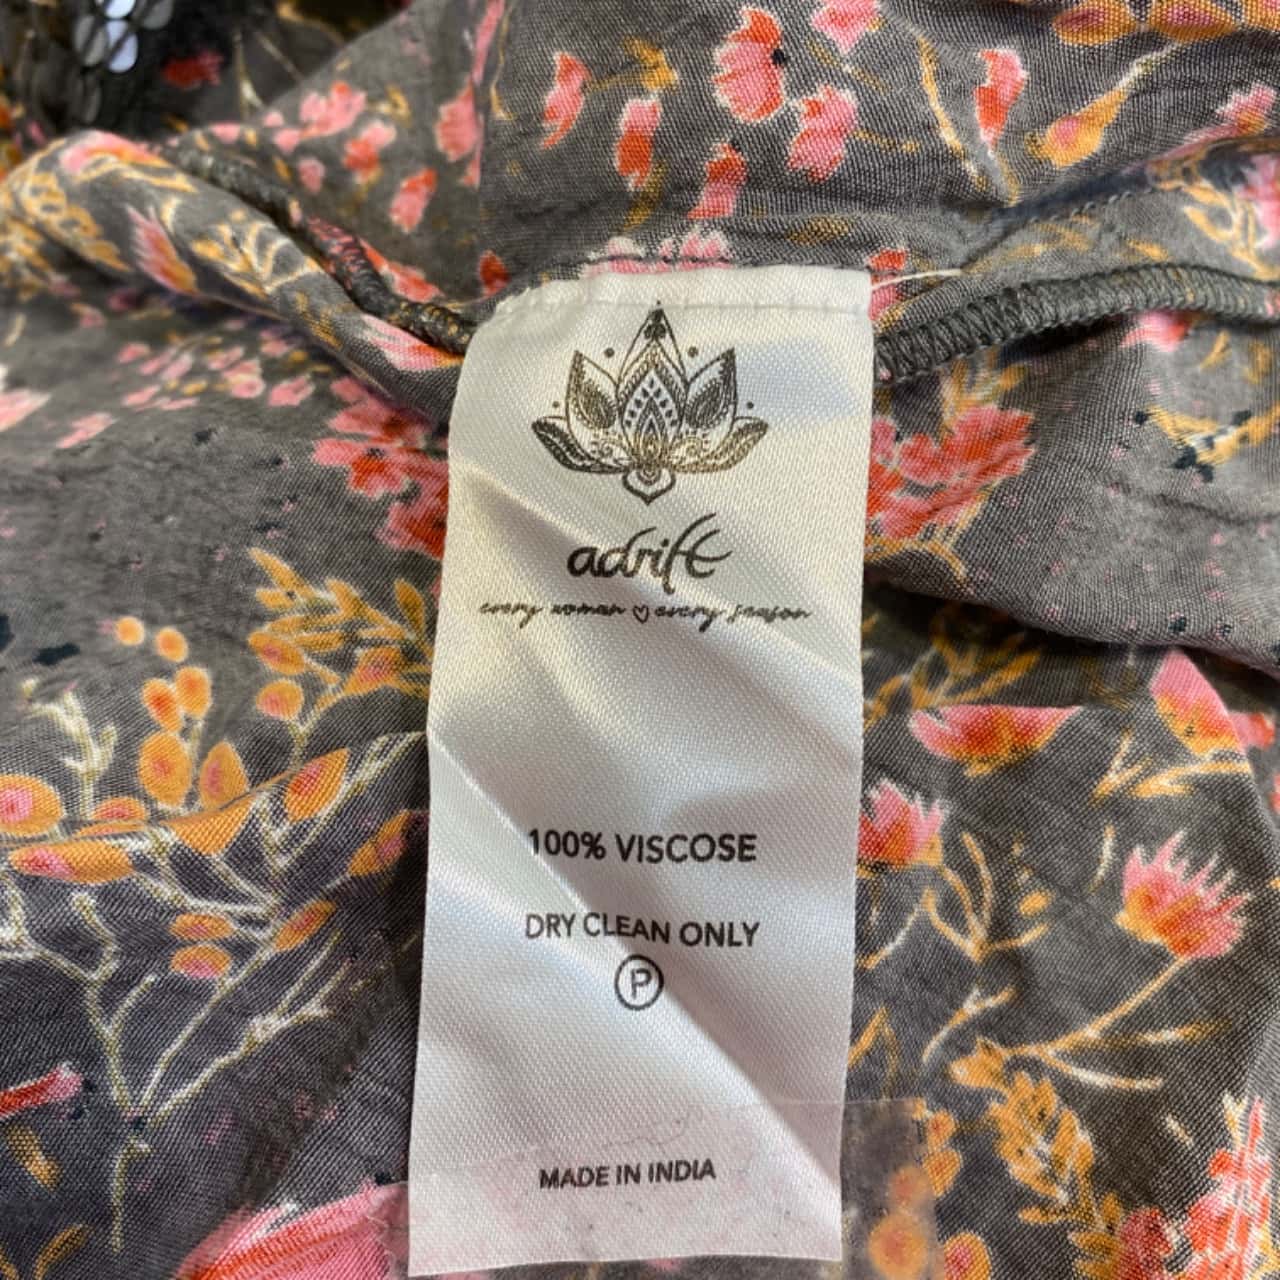 adrift
every woman ♡ every season
100% VISCOSE
DRY CLEAN ONLY
P
MADE IN INDIA